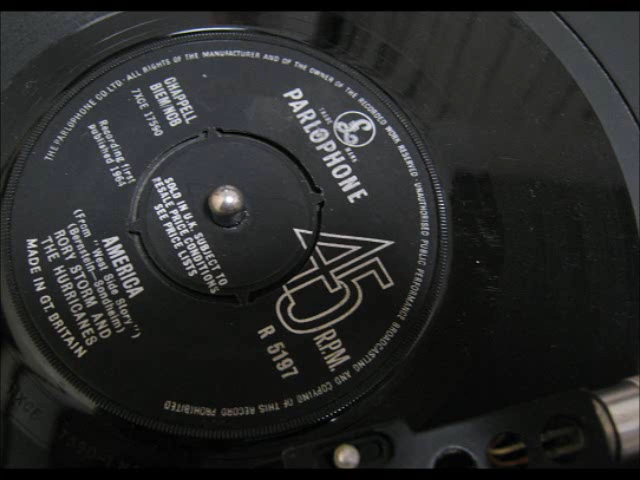 THE PARLOPHONE CO LTD · ALL RIGHTS OF THE MANUFACTURER AND OF THE OWNER OF THE RECORDED WORK RESERVED · UNAUTHORISED PUBLIC PERFORMANCE BROADCASTING AND COPYING OF THIS RECORD PROHIBITED
TRADE £ MARK
PARLOPHONE
CHAPPELL
BIEM/NCB
7XCE 17590
Recording first
published 1964
SOLD IN U.K. SUBJECT TO
RESALE PRICE CONDITIONS,
SEE PRICE LISTS
45
R.P.M.
R 5197
AMERICA
(From "West Side Story")
(Bernstein—Sondheim)
RORY STORM AND
THE HURRICANES
MADE IN GT. BRITAIN